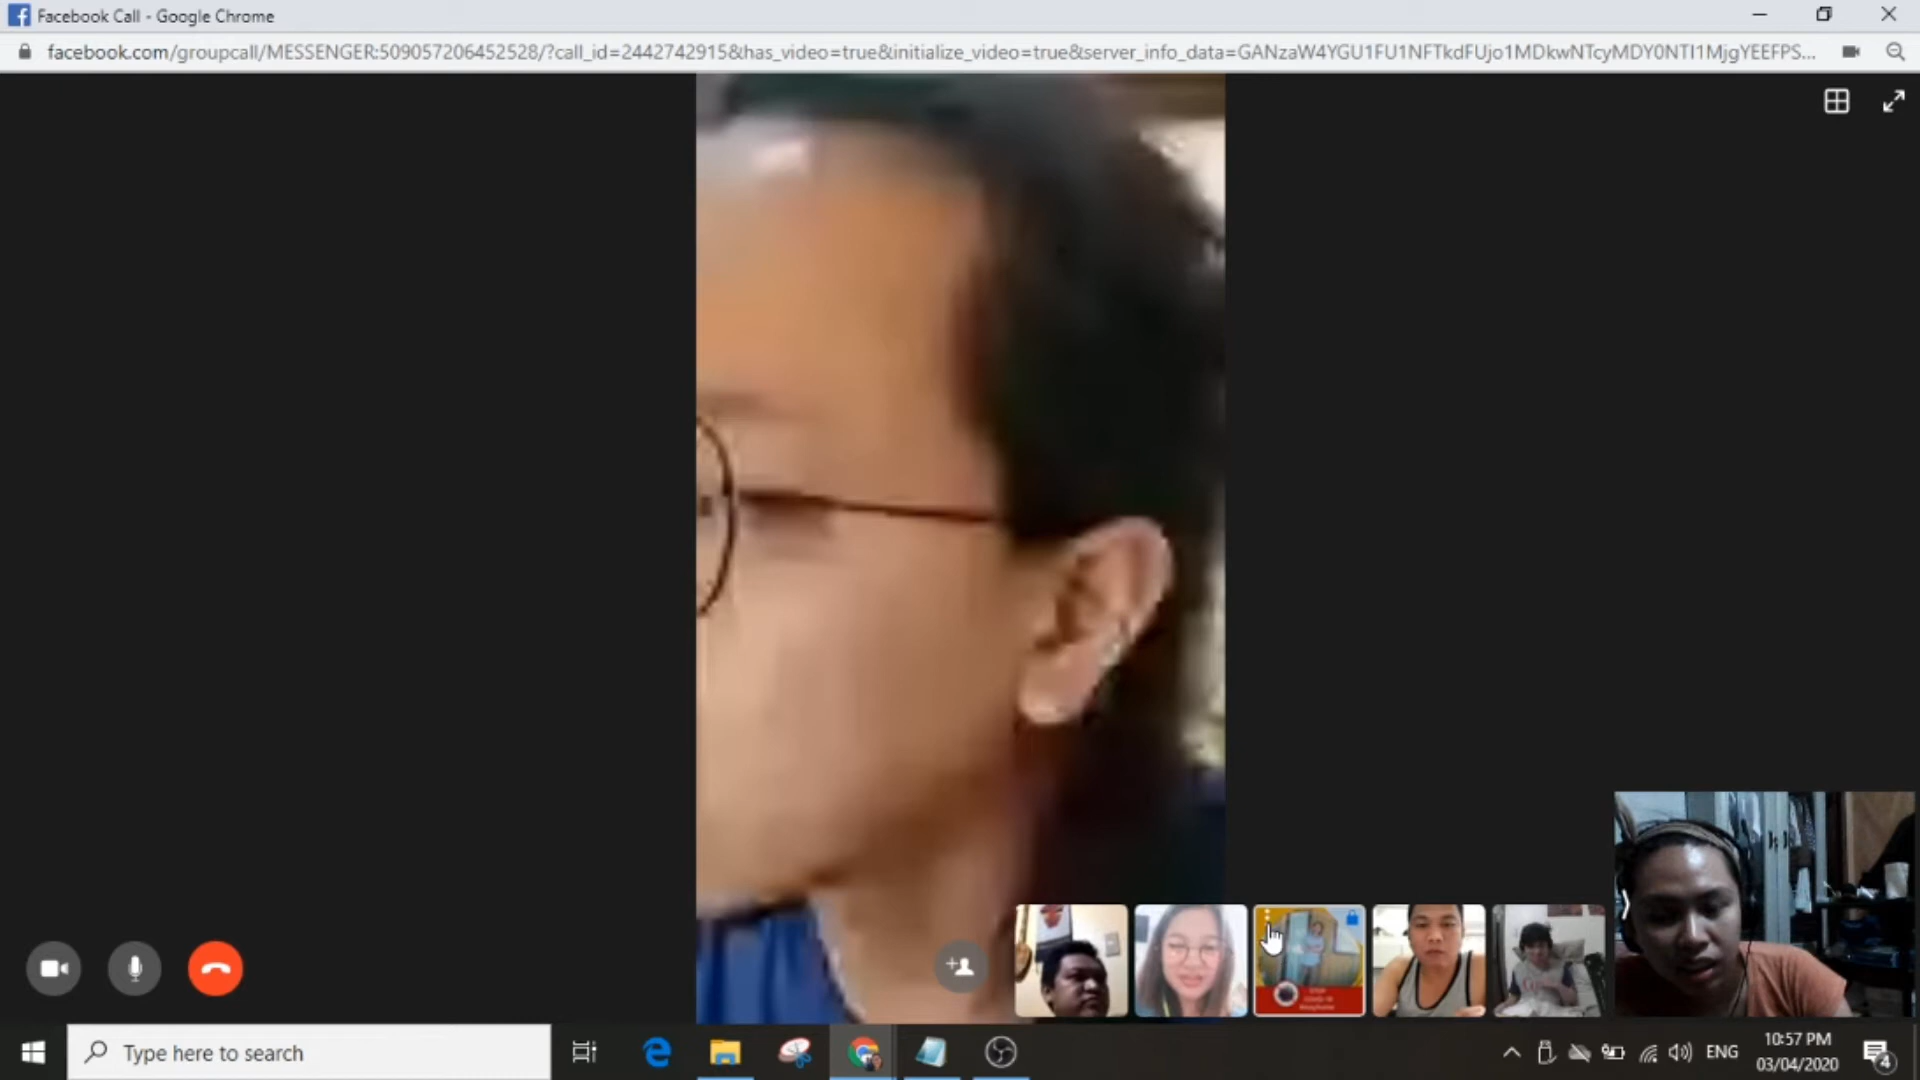 Facebook Call - Google Chrome
facebook.com/groupcall/MESSENGER:509057206452528/?call_id=2442742915&has_video=true&initialize_video=true&server_info_data=GANzaW4YGU1FU1NFTkdFUjo1MDkwNTcyMDY0NTI1MjgYEEFPS...
Type here to search
ENG
10:57 PM
03/04/2020
4